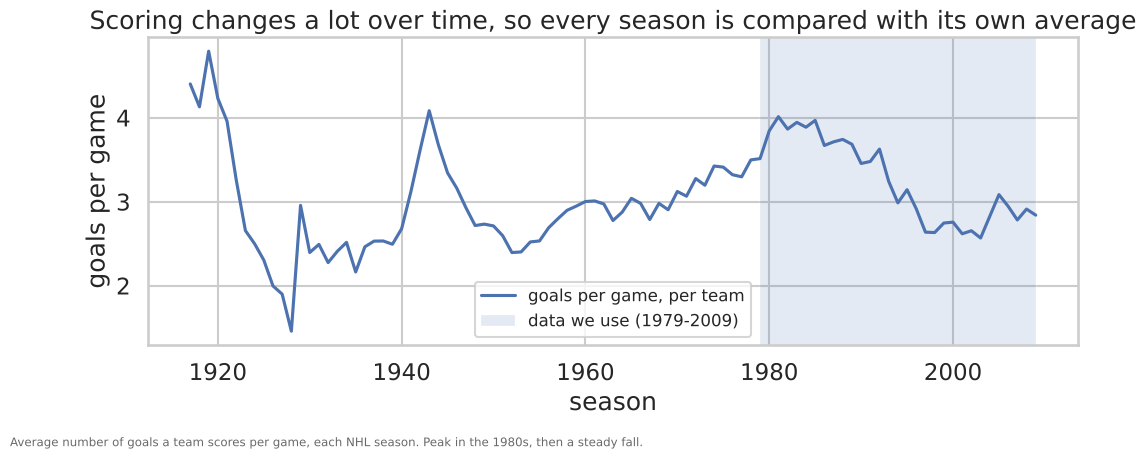 Scoring changes a lot over time, so every season is compared with its own average
goals per game
4
3
2
goals per game, per team
data we use (1979-2009)
1920 1940 1960 1980 2000
season
Average number of goals a team scores per game, each NHL season. Peak in the 1980s, then a steady fall.